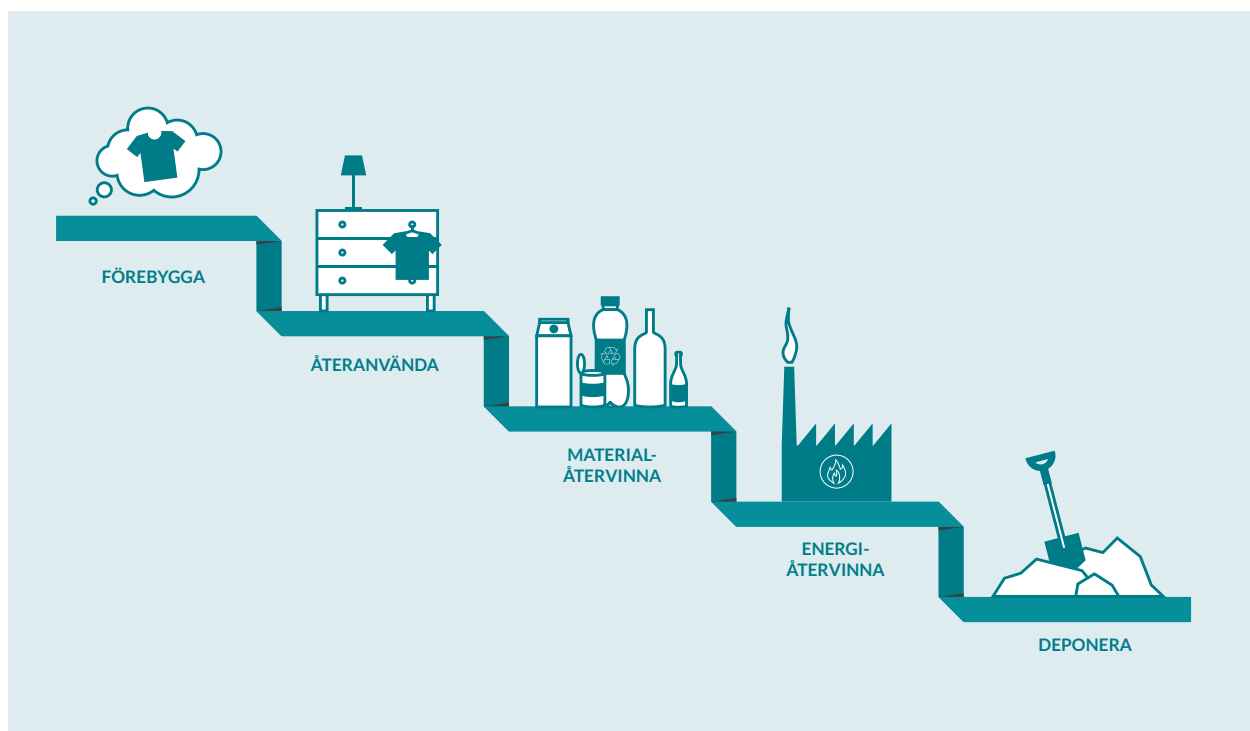 FÖREBYGGA
ÅTERANVÄNDA
MATERIAL-
ÅTERVINNA
ENERGI-
ÅTERVINNA
DEPONERA